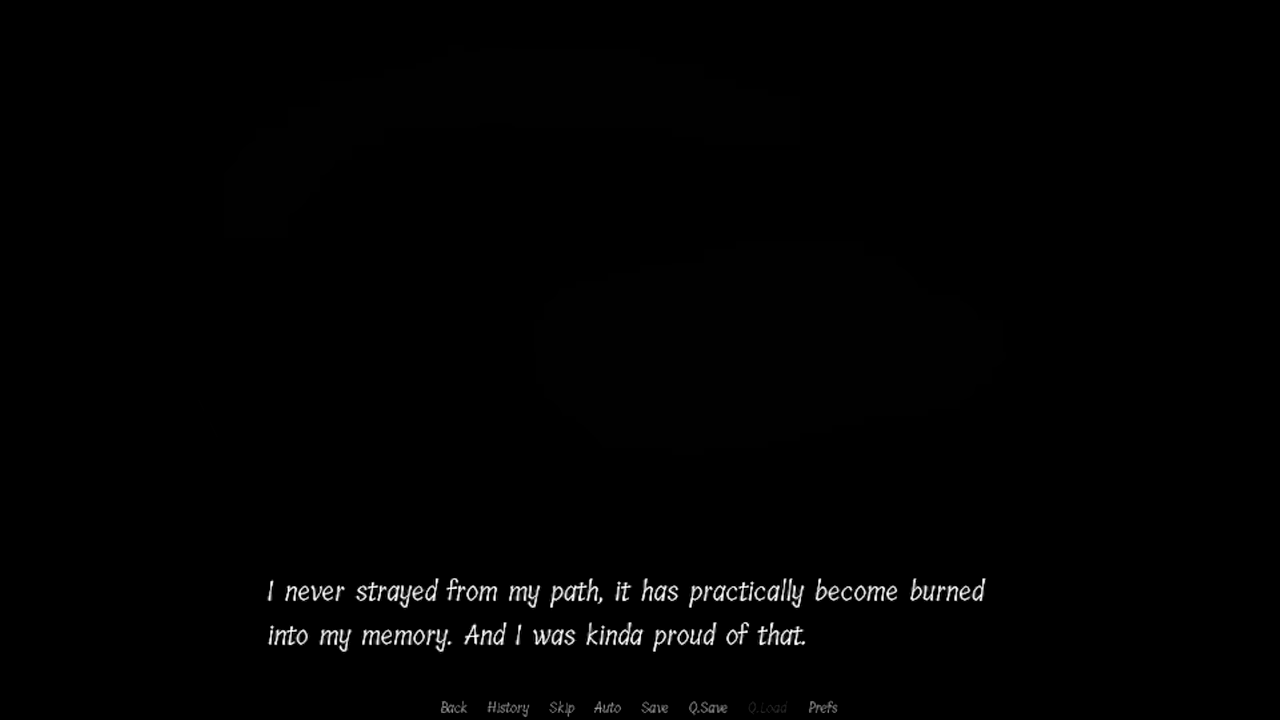 I never strayed from my path, it has practically become burned
into my memory. And I was kinda proud of that.
Back History Skip Auto Save Q.Save Q.Load Prefs